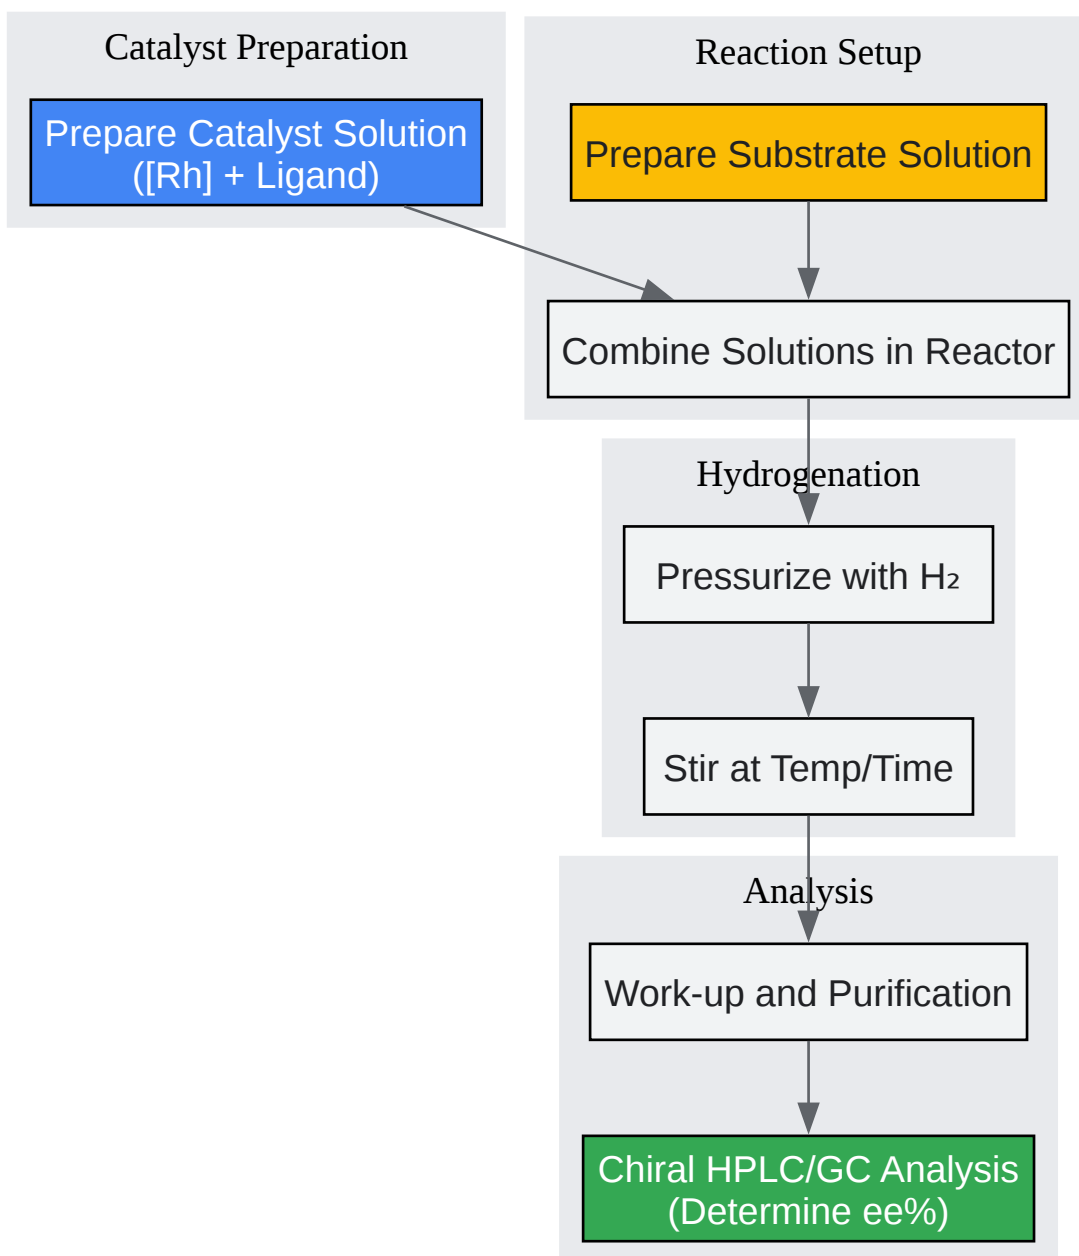 Catalyst Preparation
Prepare Catalyst Solution
([Rh] + Ligand)
Reaction Setup
Prepare Substrate Solution
Combine Solutions in Reactor
Hydrogenation
Pressurize with H₂
Stir at Temp/Time
Analysis
Work-up and Purification
Chiral HPLC/GC Analysis
(Determine ee%)